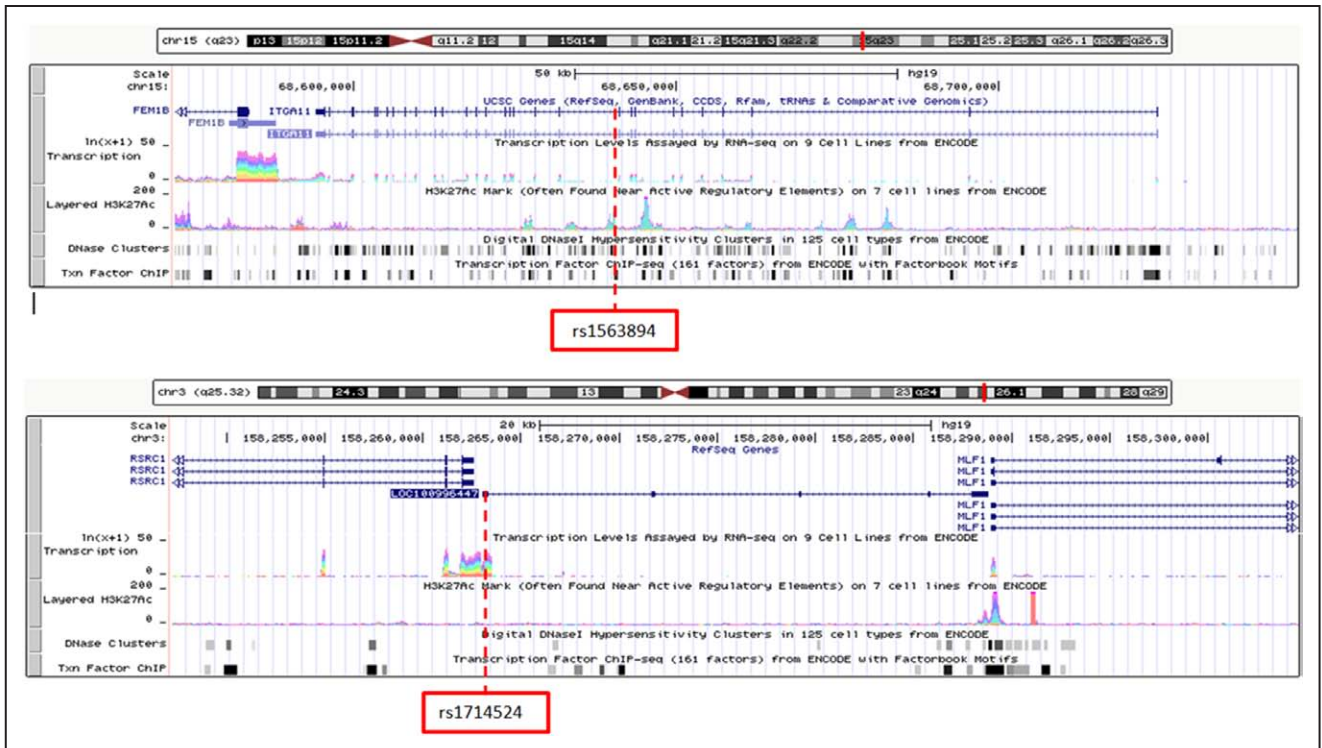 chr15 (q23) p13 15p12 15p11.2 q11.2 12 15q14 q21.1 21.2 15q21.3 q22.2 15q23 25.1 25.2 25.3 q26.1 q26.2 q26.3
Scale 50 kb hg19
chr15: 68,600,000 68,650,000 68,700,000
UCSC Genes (RefSeq, GenBank, CCDS, Rfam, tRNAs & Comparative Genomics)
FEM1B ITGA11
FEM1B
ITGA11
Transcription Levels Assayed by RNA-seq on 9 Cell Lines from ENCODE
ln(x+1) 50
Transcription
0
H3K27Ac Mark (Often Found Near Active Regulatory Elements) on 7 cell lines from ENCODE
200
Layered H3K27Ac
0
Digital DNaseI Hypersensitivity Clusters in 125 cell types from ENCODE
DNase Clusters
Transcription Factor ChIP-seq (161 factors) from ENCODE with Factorbook Motifs
Txn Factor ChIP
rs1563894
chr3 (q25.32) 24.3 13 23 q24 26.1 28 q29
Scale 20 kb hg19
chr3: 158,255,000 158,260,000 158,265,000 158,270,000 158,275,000 158,280,000 158,285,000 158,290,000 158,295,000 158,300,000
RefSeq Genes
RSRC1 MLF1
RSRC1 MLF1
RSRC1 MLF1
LOC100996447
MLF1
MLF1
MLF1
Transcription Levels Assayed by RNA-seq on 9 Cell Lines from ENCODE
ln(x+1) 50
Transcription
0
H3K27Ac Mark (Often Found Near Active Regulatory Elements) on 7 cell lines from ENCODE
200
Layered H3K27Ac
0
Digital DNaseI Hypersensitivity Clusters in 125 cell types from ENCODE
DNase Clusters
Transcription Factor ChIP-seq (161 factors) from ENCODE with Factorbook Motifs
Txn Factor ChIP
rs1714524